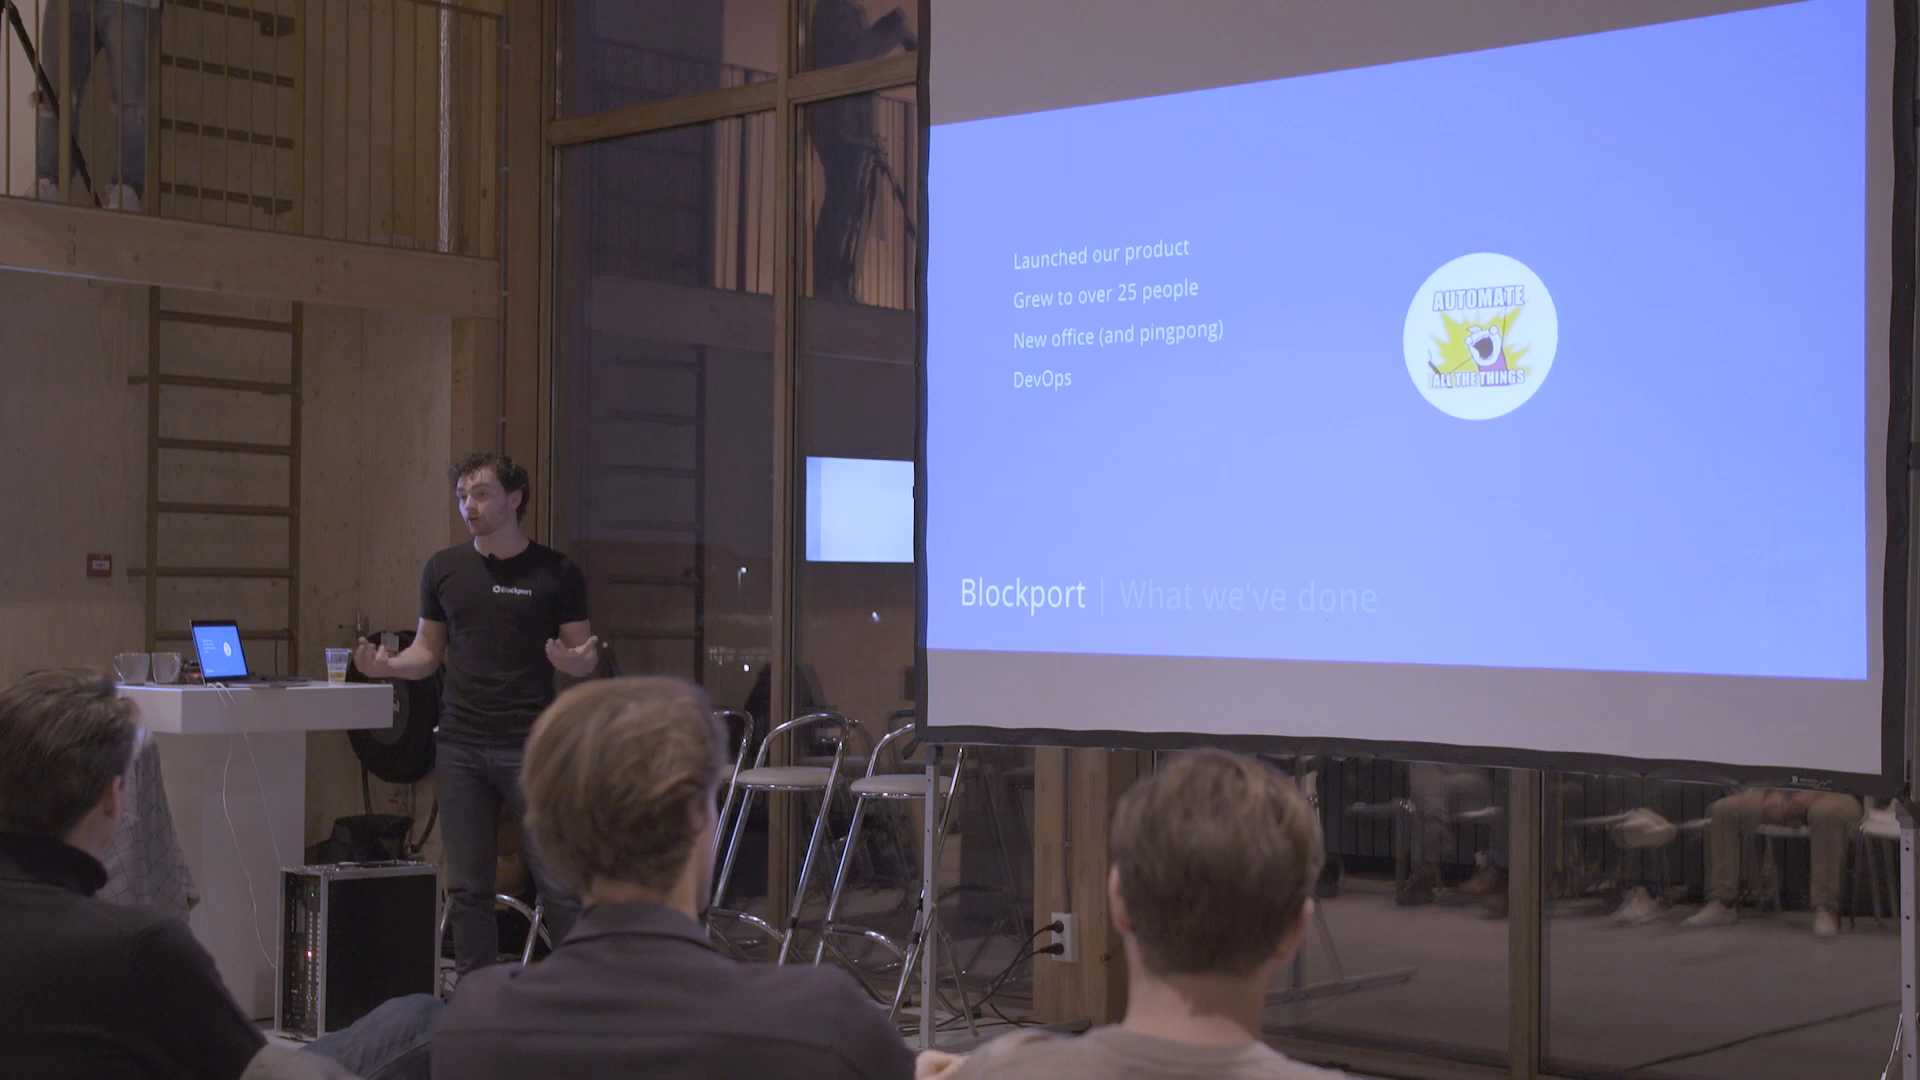 Launched our product
Grew to over 25 people
New office (and pingpong)
DevOps
AUTOMATE
ALL THE THINGS
Blockport | What we've done
Blockport